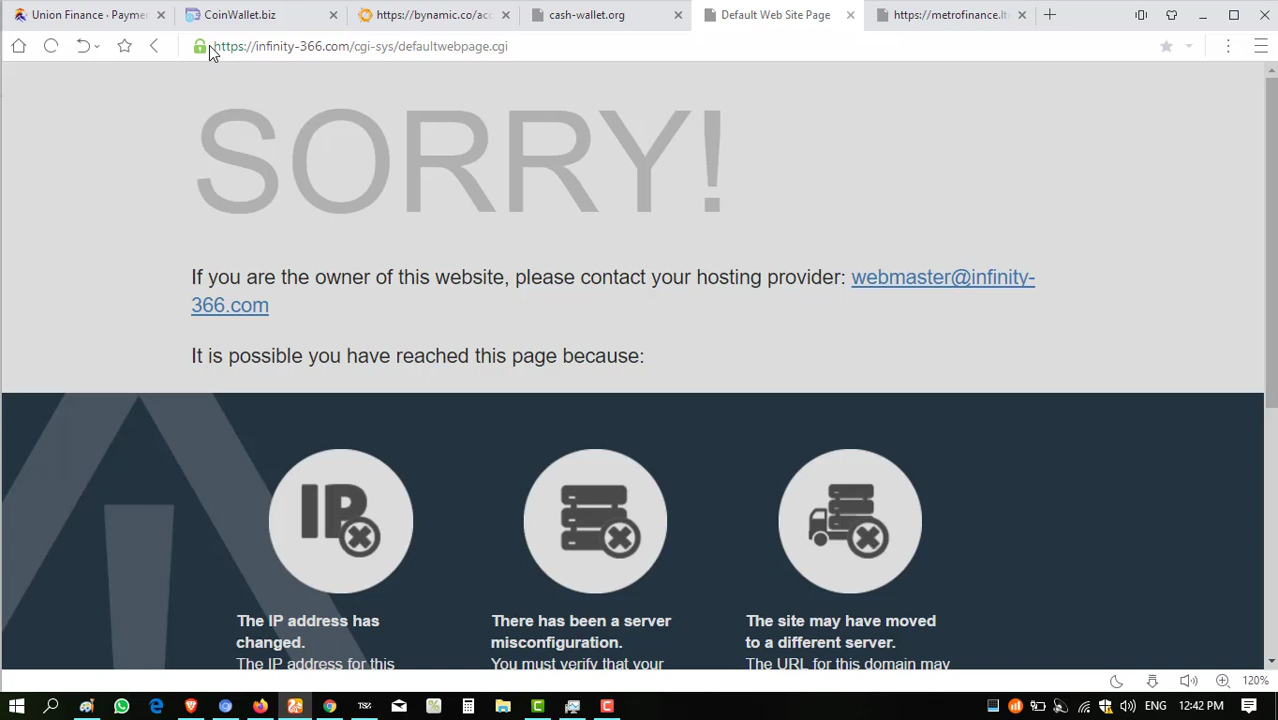 Union Finance · Paymen
CoinWallet.biz
https://bynamic.co/acc
cash-wallet.org
Default Web Site Page
https://metrofinance.lt
https://infinity-366.com/cgi-sys/defaultwebpage.cgi
SORRY!
If you are the owner of this website, please contact your hosting provider: webmaster@infinity-
366.com
It is possible you have reached this page because:
IP
The IP address has
changed.
The IP address for this
There has been a server
misconfiguration.
You must verify that your
The site may have moved
to a different server.
The URL for this domain may
120%
ENG
12:42 PM